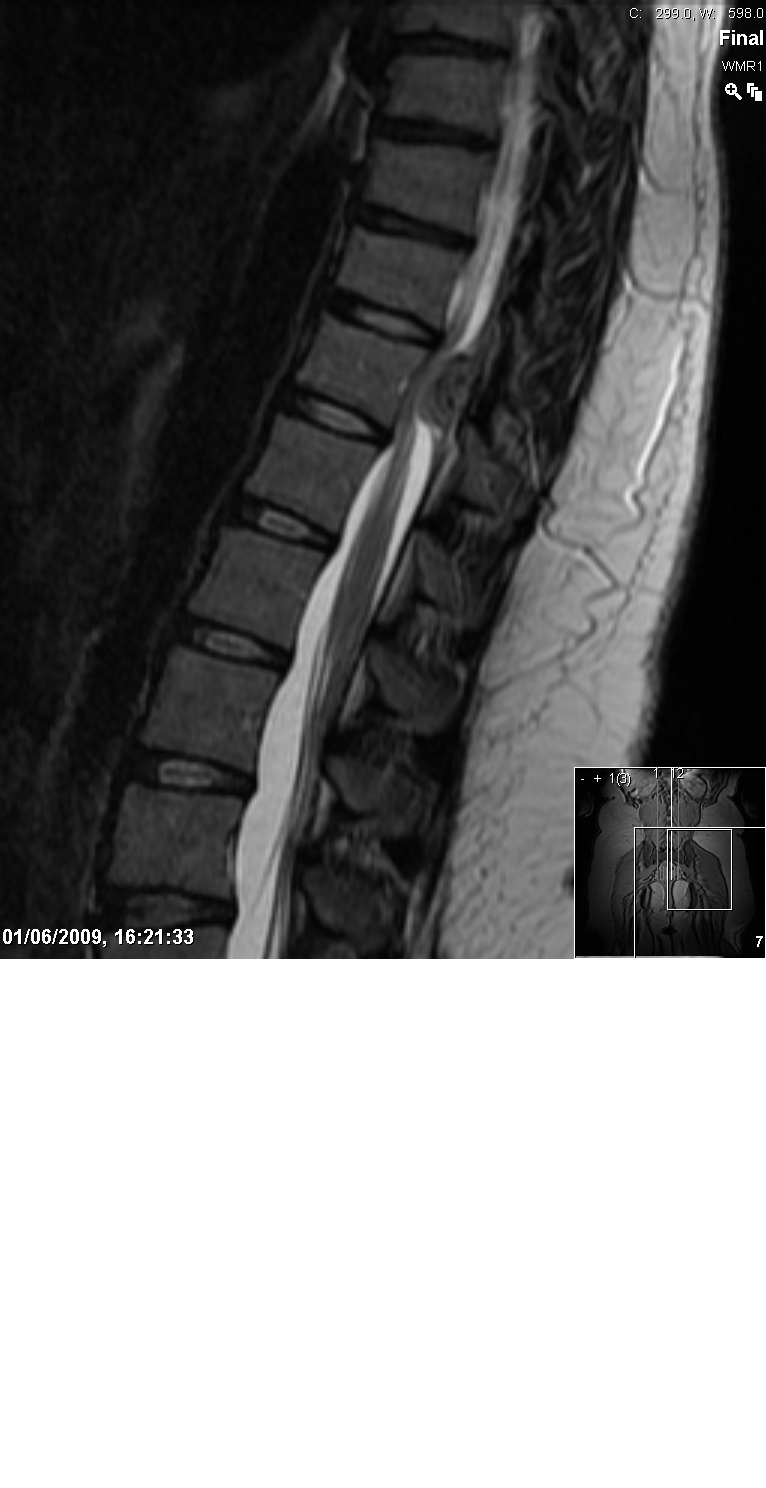 C: 299.0, W: 598.0
Final
WMR1
- + 1(3) 1 12
01/06/2009, 16:21:33
7